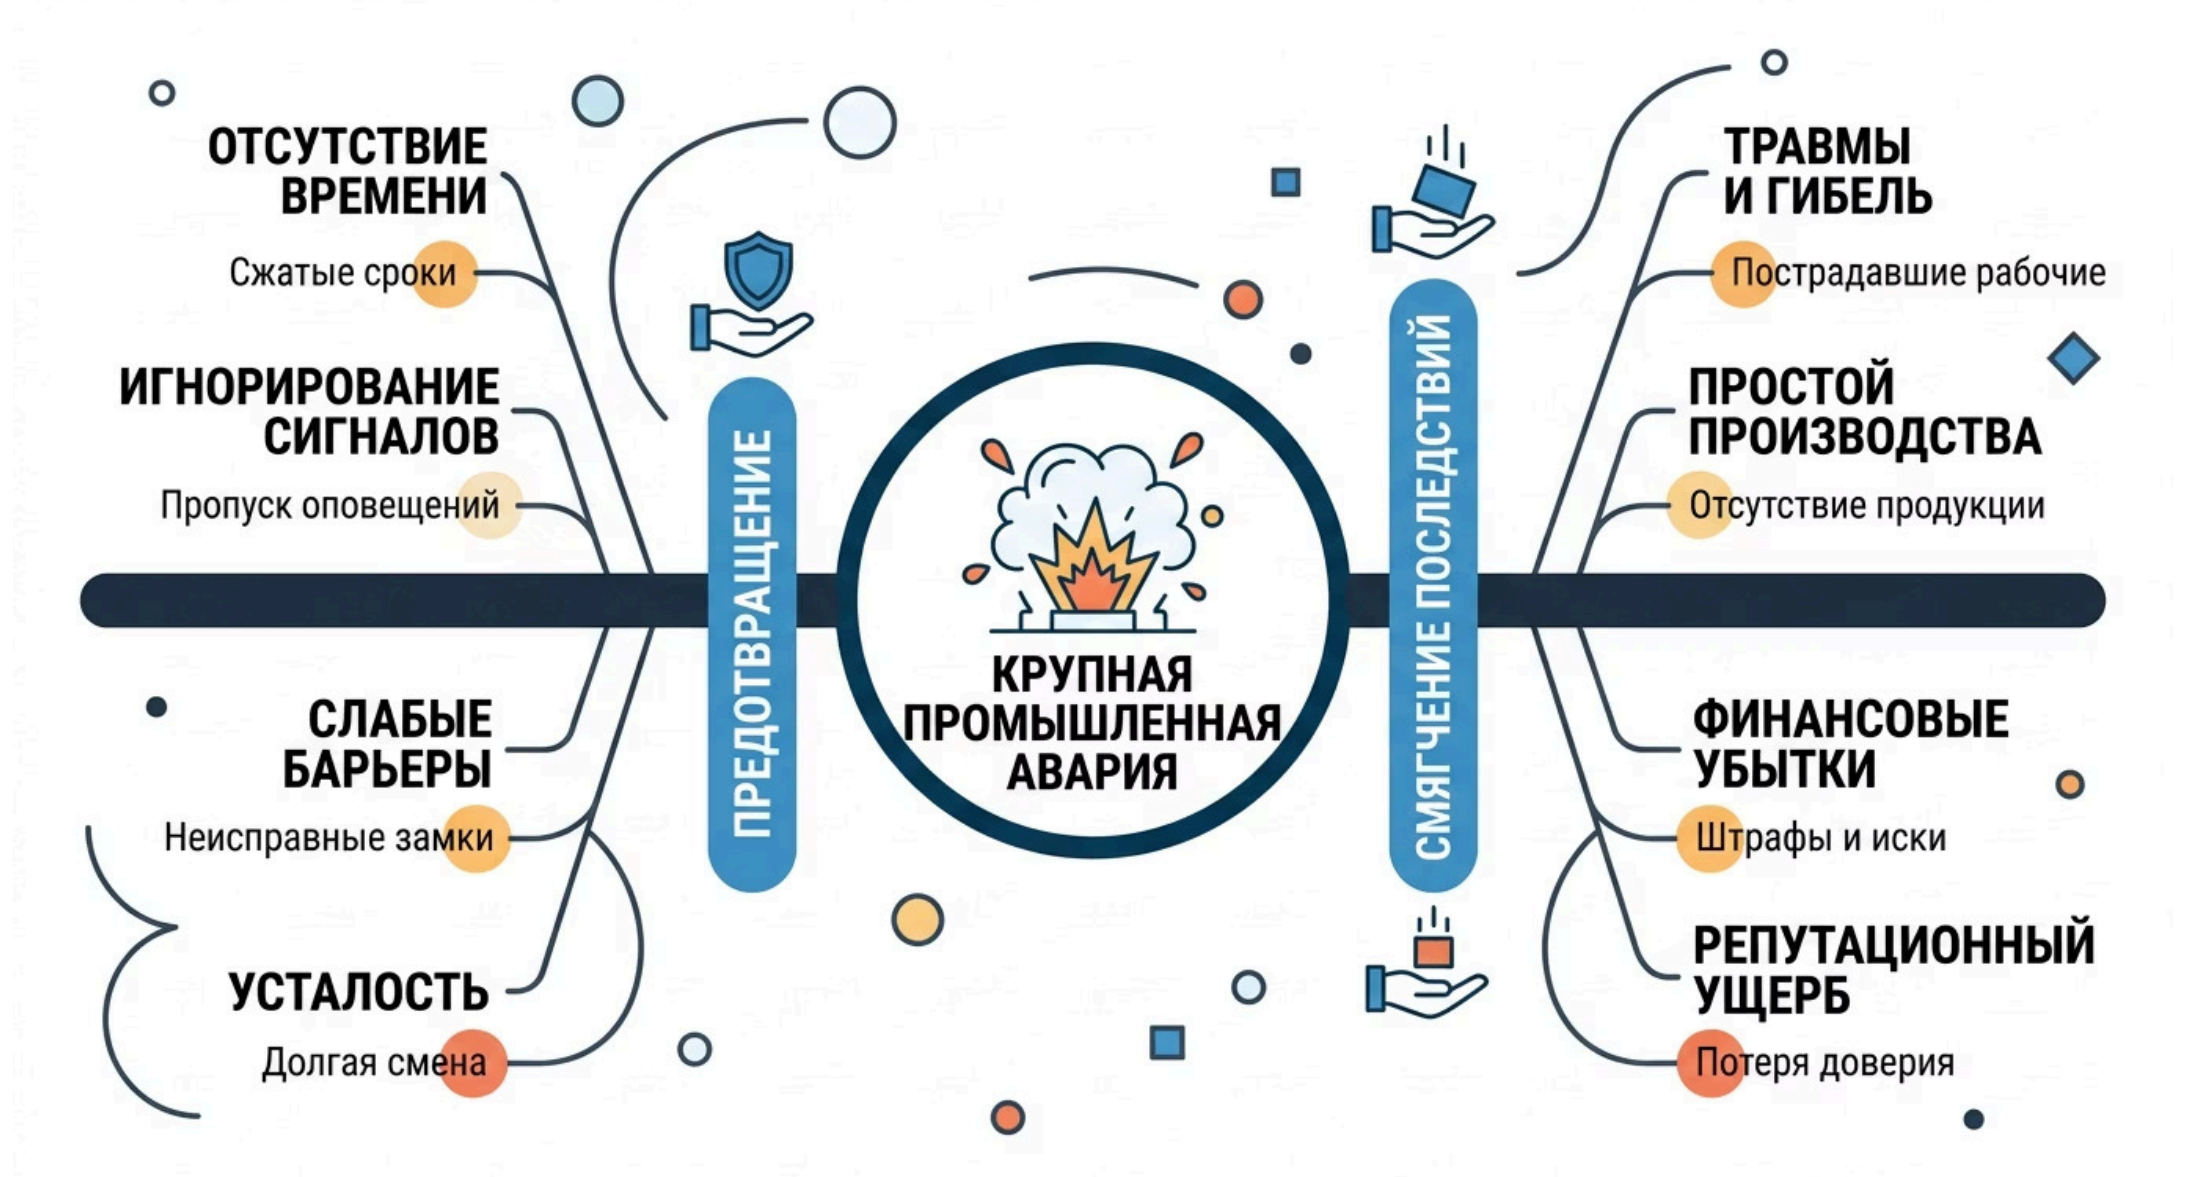 ОТСУТСТВИЕ
ВРЕМЕНИ
Сжатые сроки
ИГНОРИРОВАНИЕ
СИГНАЛОВ
Пропуск оповещений
СЛАБЫЕ
БАРЬЕРЫ
Неисправные замки
УСТАЛОСТЬ
Долгая смена
ПРЕДОТВРАЩЕНИЕ
КРУПНАЯ
ПРОМЫШЛЕННАЯ
АВАРИЯ
СМЯГЧЕНИЕ ПОСЛЕДСТВИЙ
ТРАВМЫ
И ГИБЕЛЬ
Пострадавшие рабочие
ПРОСТОЙ
ПРОИЗВОДСТВА
Отсутствие продукции
ФИНАНСОВЫЕ
УБЫТКИ
Штрафы и иски
РЕПУТАЦИОННЫЙ
УЩЕРБ
Потеря доверия